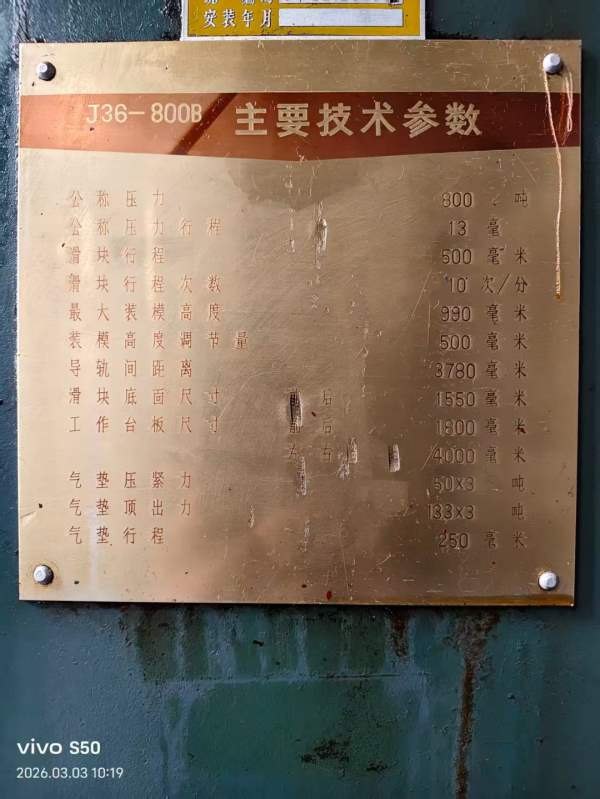 安装年月
J36-800B 主要技术参数
公称压力 800 吨
公称压力行程 13 毫
滑块行程 500 毫米
滑块行程次数 10 次/分
最大装模高度 990 毫米
装模高度调节量 500 毫米
导轨间距离 3780 毫米
滑块底面尺寸 前后 1550 毫米
工作台板尺寸 前后 1800 毫米
左右 4000 毫米
气垫压紧力 50×3 吨
气垫顶出力 133×3 吨
气垫行程 250 毫米
vivo S50
2026.03.03 10:19